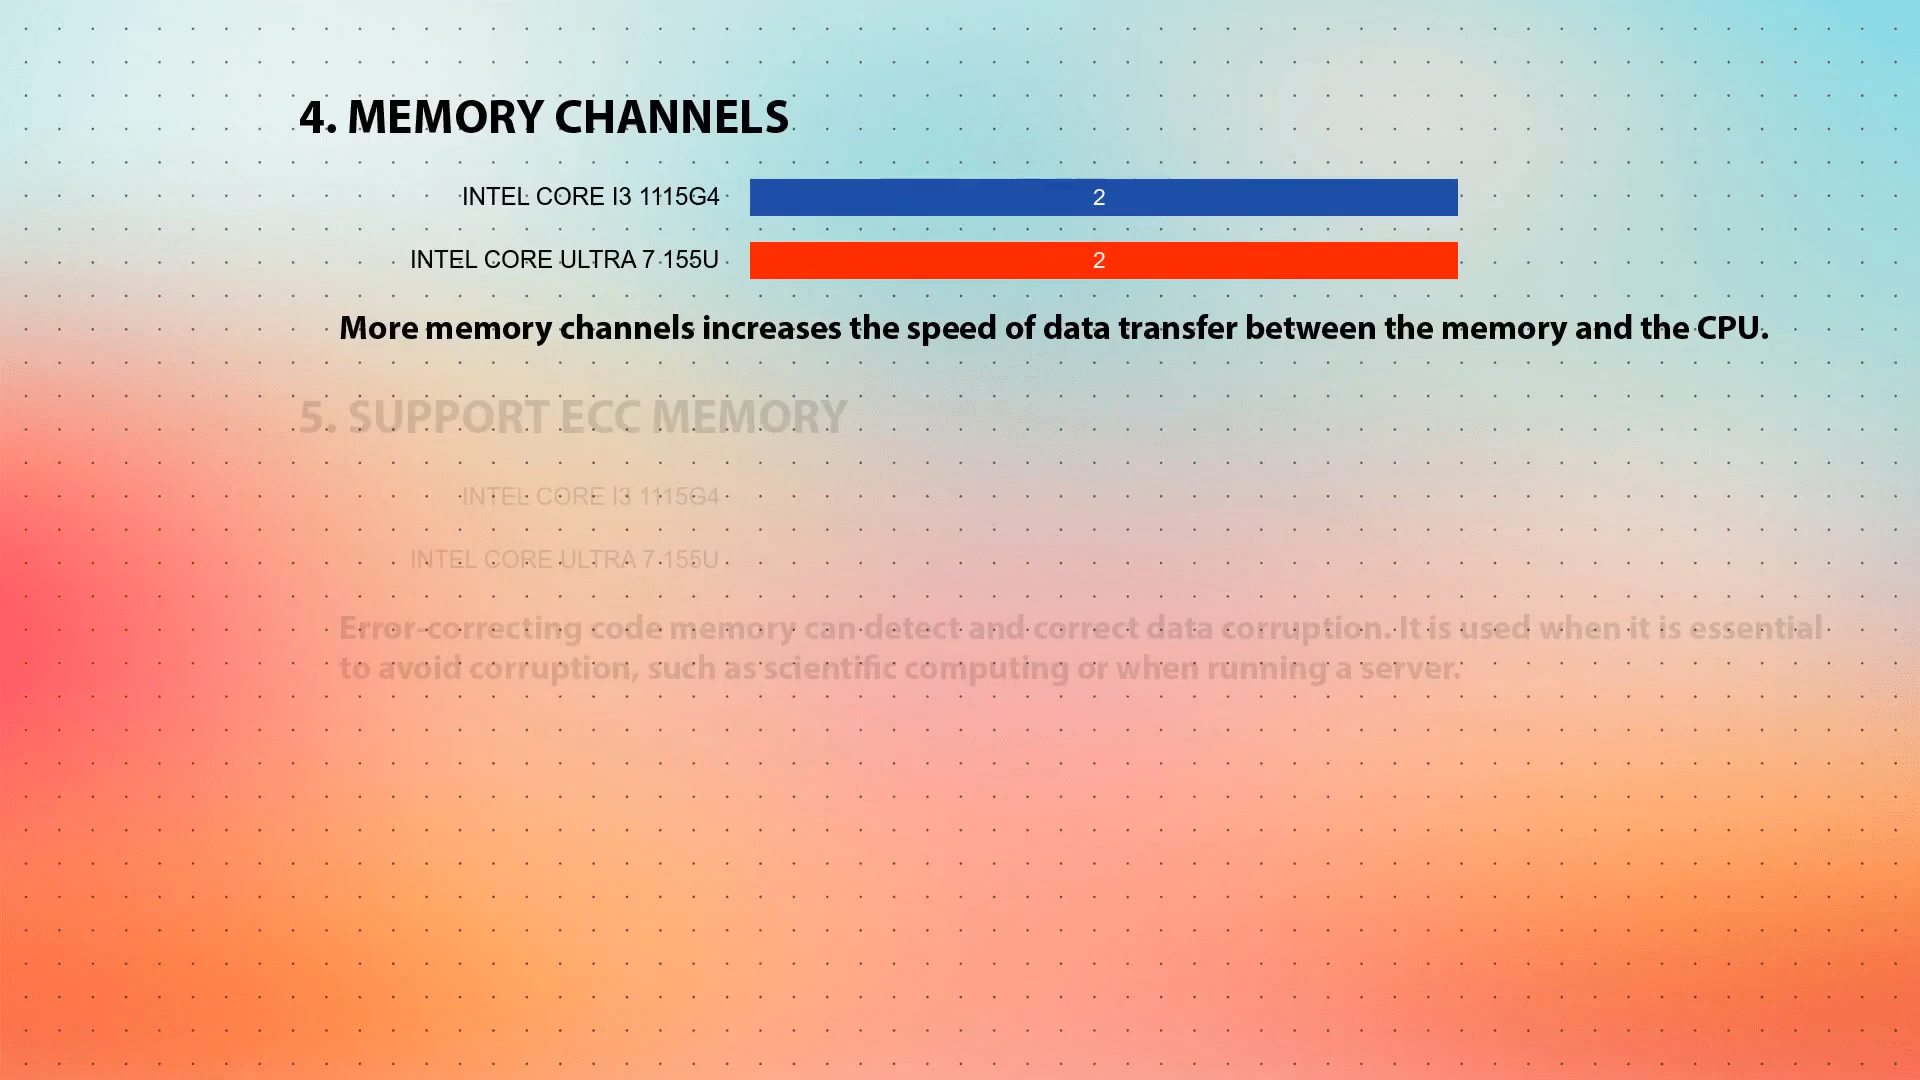 4. MEMORY CHANNELS
INTEL CORE I3 1115G4 2
INTEL CORE ULTRA 7 155U 2
More memory channels increases the speed of data transfer between the memory and the CPU.
5. SUPPORT ECC MEMORY
INTEL CORE I3 1115G4
INTEL CORE ULTRA 7 155U
Error-correcting code memory can detect and correct data corruption. It is used when it is essential
to avoid corruption, such as scientific computing or when running a server.